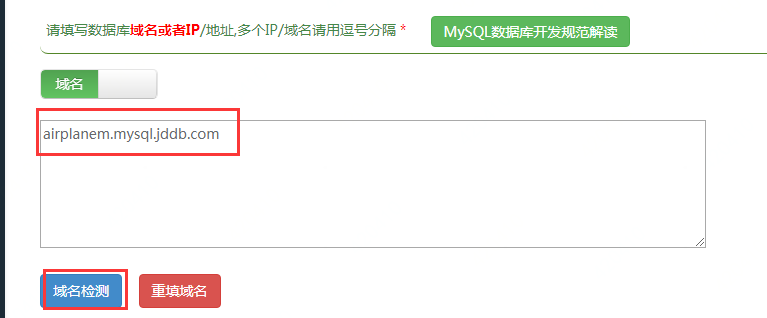 请填写数据库域名或者IP/地址,多个IP/域名请用逗号分隔 * MySQL数据库开发规范解读
域名
airplanem.mysql.jddb.com
域名检测 重填域名